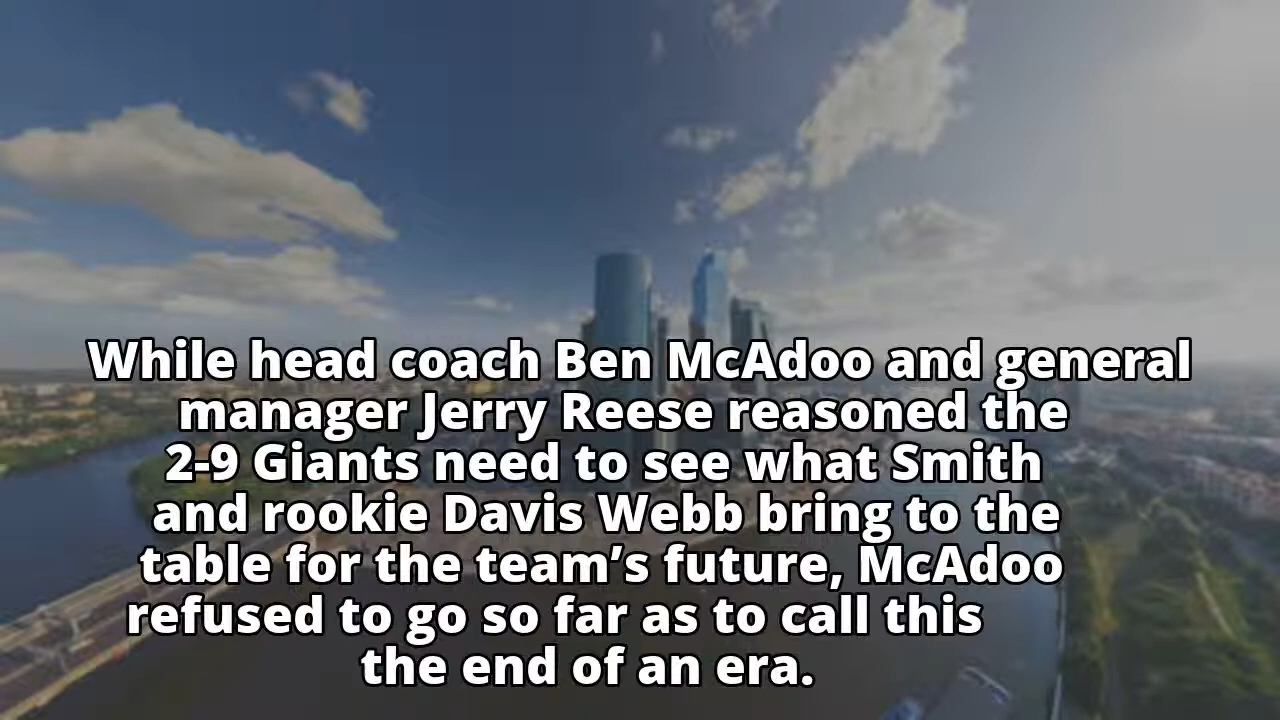 While head coach Ben McAdoo and general
manager Jerry Reese reasoned the
2-9 Giants need to see what Smith
and rookie Davis Webb bring to the
table for the team’s future, McAdoo
refused to go so far as to call this
the end of an era.